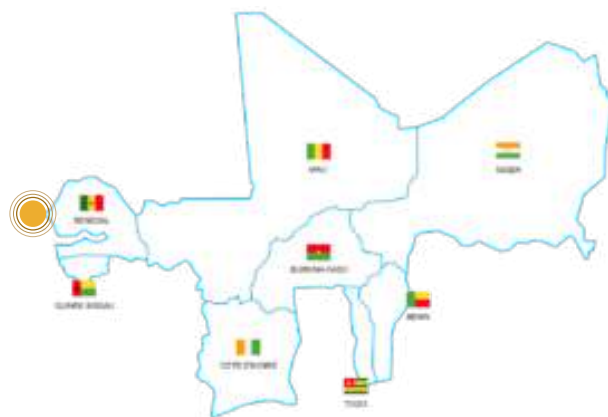 MALI
NIGER
SENEGAL
BURKINA FASO
GUINEE BISSAU
BENIN
COTE D'IVOIRE
TOGO